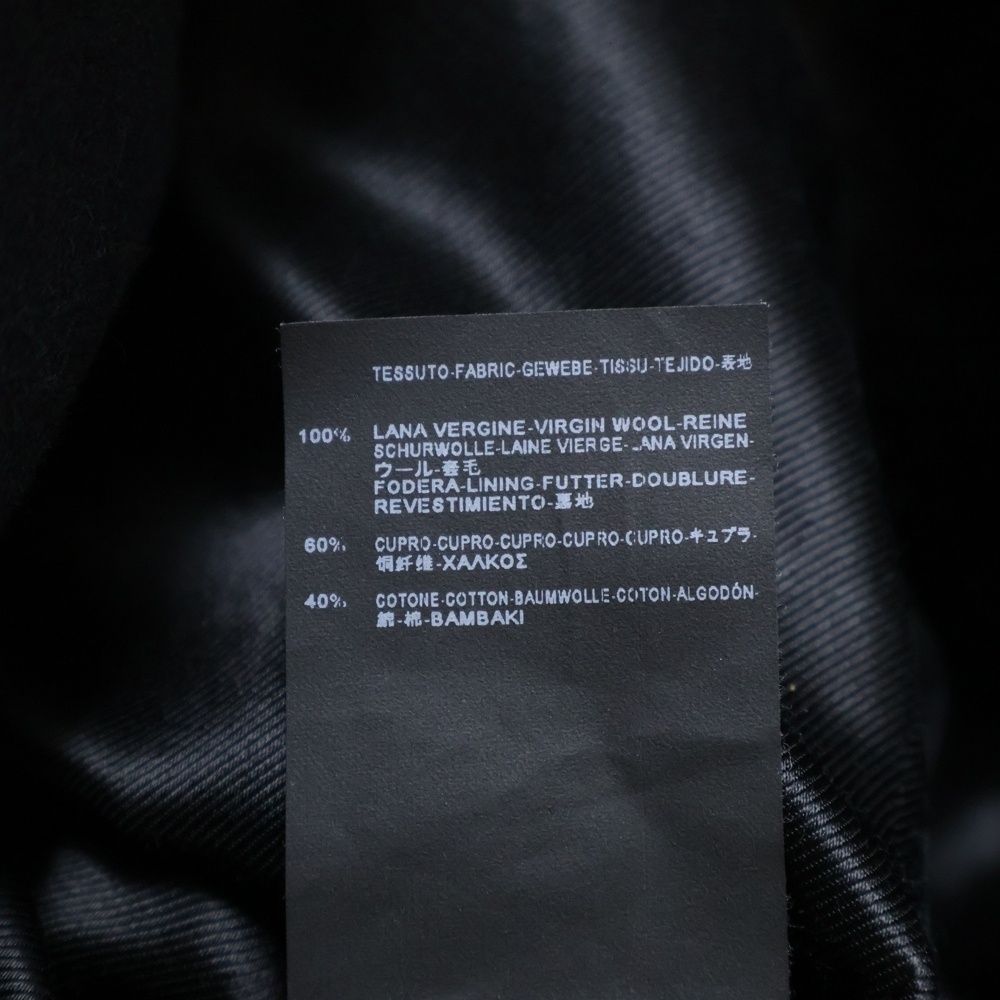 TESSUTO-FABRIC-GEWEBE-TISSU-TEJIDO-表地
100% LANA VERGINE-VIRGIN WOOL-REINE
SCHURWOLLE-LAINE VIERGE-LANA VIRGEN-
ウール-毛
FODERA-LINING-FUTTER-DOUBLURE-
REVESTIMIENTO-裏地
60% CUPRO-CUPRO-CUPRO-CUPRO-CUPRO-キュプラ-
铜纤维-ΧΑΛΚΟΣ
40% COTONE-COTTON-BAUMWOLLE-COTON-ALGODÓN-
綿-棉-BAMBAKI